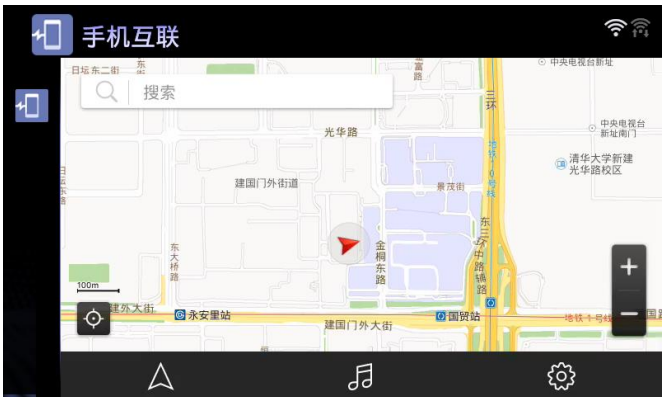 手机互联
日坛东二街
东
富
路
中央电视台新址
搜索
三环
光华路
中央电视台
新址南门
地铁10号线
清华大学新建
光华路校区
建国门外街道
景茂街
日坛东路
东三环中路辅路
东大桥路
金桐东路
100m
建外大街
永安里站
国贸站
建国门外大街
地铁1号线
国